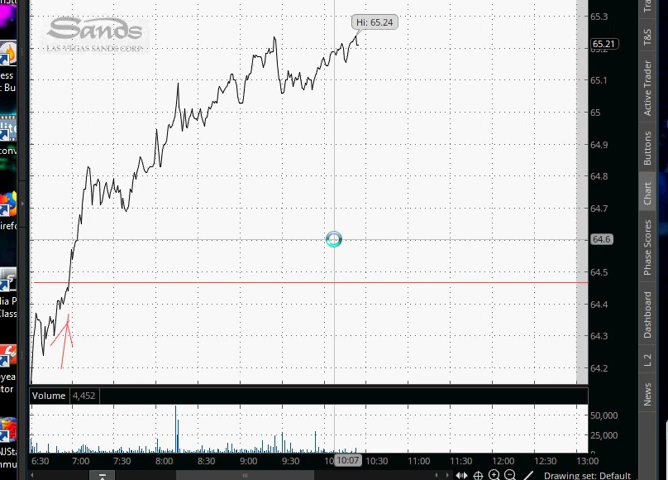 Sands
LAS VEGAS SANDS CORP.
Hi: 65.24
65.3
65.21
65.1
65
64.9
64.8
64.7
64.6
64.5
64.4
64.3
64.2
Volume 4,452
50,000
25,000
6:30 7:00 7:30 8:00 8:30 9:00 9:30 10:00 10:07 10:30 11:00 11:30 12:00 12:30 13:00
Drawing set: Default
T&S
Active Trader
Buttons
Chart
Phase Scores
Dashboard
L 2
News